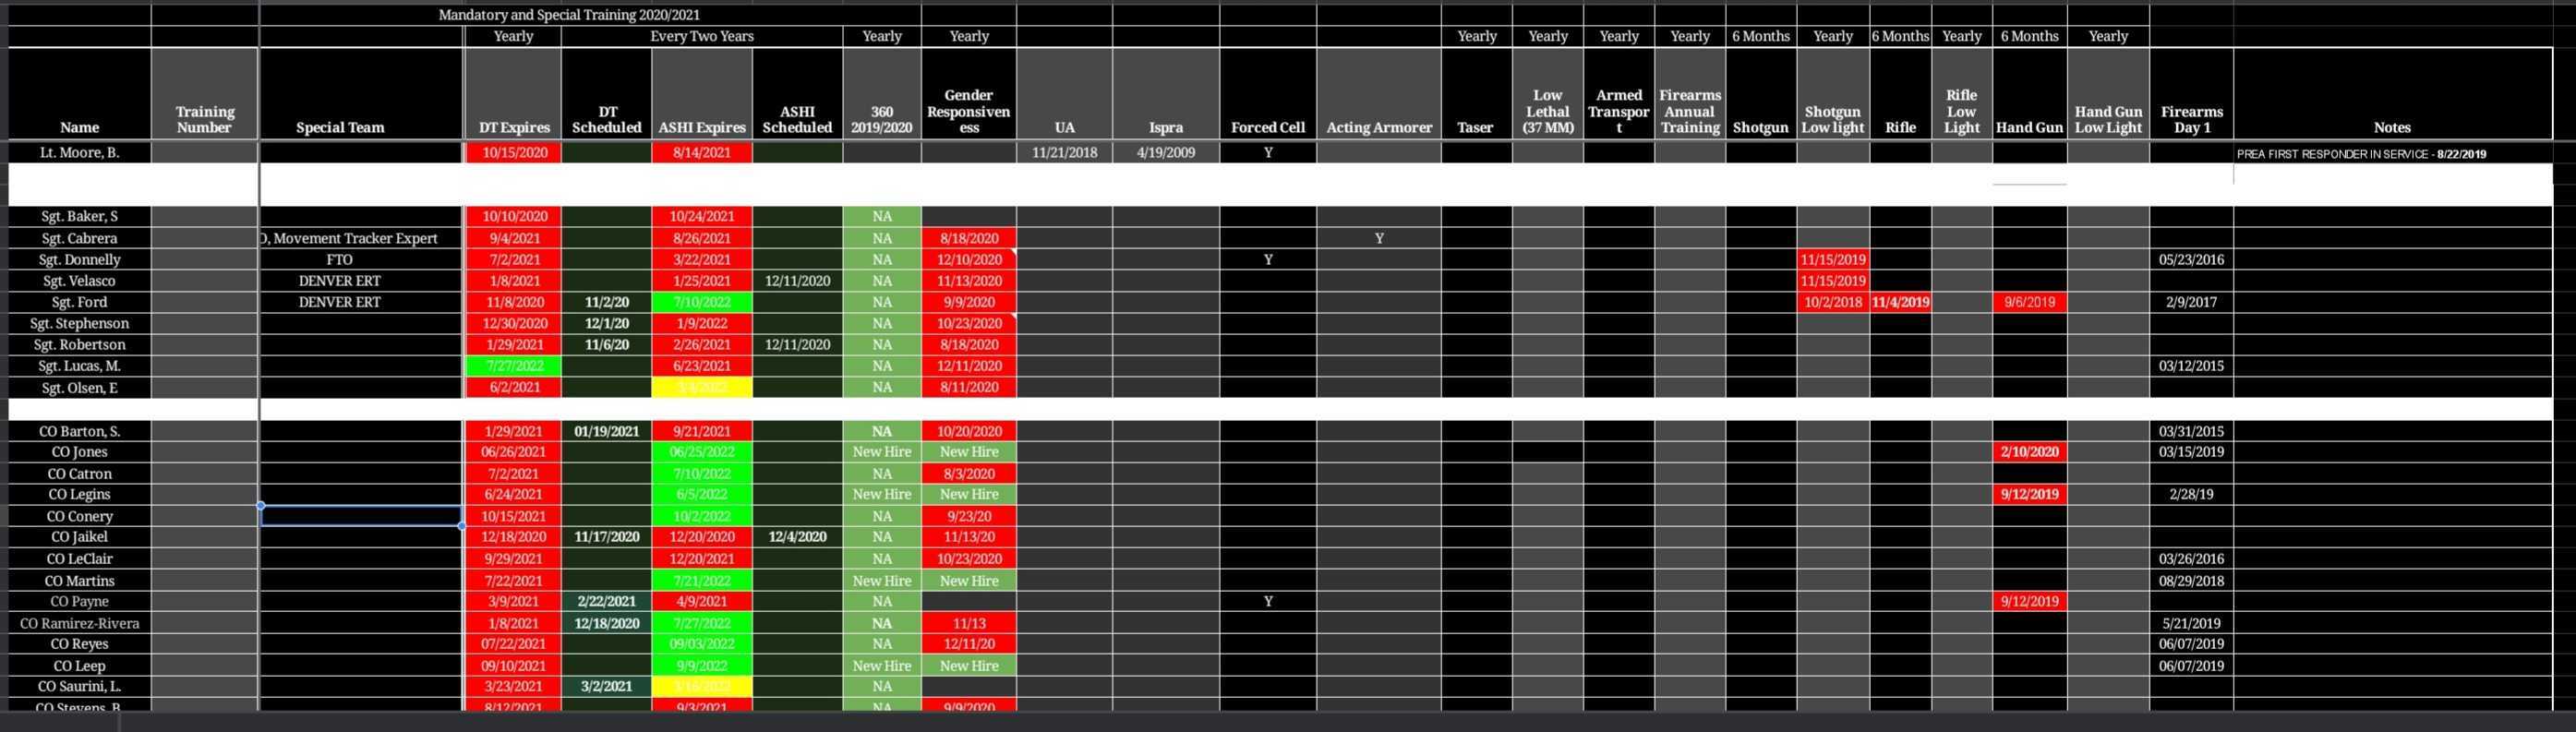 Mandatory and Special Training 2020/2021
Yearly Every Two Years Yearly Yearly Yearly Yearly Yearly Yearly 6 Months Yearly 6 Months Yearly 6 Months Yearly
Name Training Number Special Team DT Expires DT Scheduled ASHI Expires ASHI Scheduled 360 2019/2020 Gender Responsiven ess UA Ispra Forced Cell Acting Armorer Taser Low Lethal (37 MM) Armed Transpor t Firearms Annual Training Shotgun Shotgun Low light Rifle Rifle Low Light Hand Gun Hand Gun Low Light Firearms Day 1 Notes
Lt. Moore, B. 10/15/2020 8/14/2021 11/21/2018 4/19/2009 Y PREA FIRST RESPONDER IN SERVICE - 8/22/2019
Sgt. Baker, S 10/10/2020 10/24/2021 NA
Sgt. Cabrera , Movement Tracker Expert 9/4/2021 8/26/2021 NA 8/18/2020 Y
Sgt. Donnelly FTO 7/2/2021 3/22/2021 NA 12/10/2020 Y 11/15/2019 05/23/2016
Sgt. Velasco DENVER ERT 1/8/2021 1/25/2021 12/11/2020 NA 11/13/2020 11/15/2019
Sgt. Ford DENVER ERT 11/8/2020 11/2/20 7/10/2022 NA 9/9/2020 10/2/2018 11/4/2019 9/6/2019 2/9/2017
Sgt. Stephenson 12/30/2020 12/1/20 1/9/2022 NA 10/23/2020
Sgt. Robertson 1/29/2021 11/6/20 2/26/2021 12/11/2020 NA 8/18/2020
Sgt. Lucas, M. 7/27/2022 6/23/2021 NA 12/11/2020 03/12/2015
Sgt. Olsen, E 6/2/2021 NA 8/11/2020
CO Barton, S. 1/29/2021 01/19/2021 9/21/2021 NA 10/20/2020 03/31/2015
CO Jones 06/26/2021 06/25/2022 New Hire New Hire 2/10/2020 03/15/2019
CO Catron 7/2/2021 7/10/2022 NA 8/3/2020
CO Legins 6/24/2021 6/5/2022 New Hire New Hire 9/12/2019 2/28/19
CO Conery 10/15/2021 10/2/2022 NA 9/23/20
CO Jaikel 12/18/2020 11/17/2020 12/20/2020 12/4/2020 NA 11/13/20
CO LeClair 9/29/2021 12/20/2021 NA 10/23/2020 03/26/2016
CO Martins 7/22/2021 7/21/2022 New Hire New Hire 08/29/2018
CO Payne 3/9/2021 2/22/2021 4/9/2021 NA Y 9/12/2019
CO Ramirez-Rivera 1/8/2021 12/18/2020 7/27/2022 NA 11/13 5/21/2019
CO Reyes 07/22/2021 09/03/2022 NA 12/11/20 06/07/2019
CO Leep 09/10/2021 9/9/2022 New Hire New Hire 06/07/2019
CO Saurini, L. 3/23/2021 3/2/2021 NA
CO Stevens, B 8/12/2021 9/3/2021 NA 9/9/2020